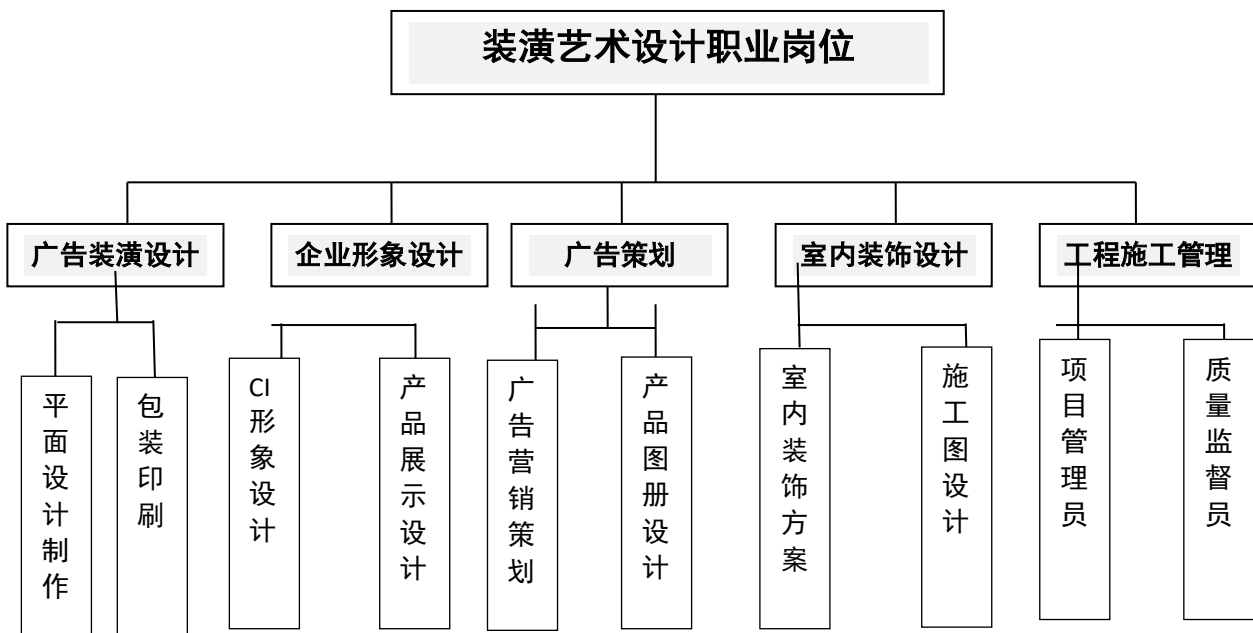 装潢艺术设计职业岗位
广告装潢设计
企业形象设计
广告策划
室内装饰设计
工程施工管理
平面设计制作
包装印刷
CI形象设计
产品展示设计
广告营销策划
产品图册设计
室内装饰方案
施工图设计
项目管理员
质量监督员